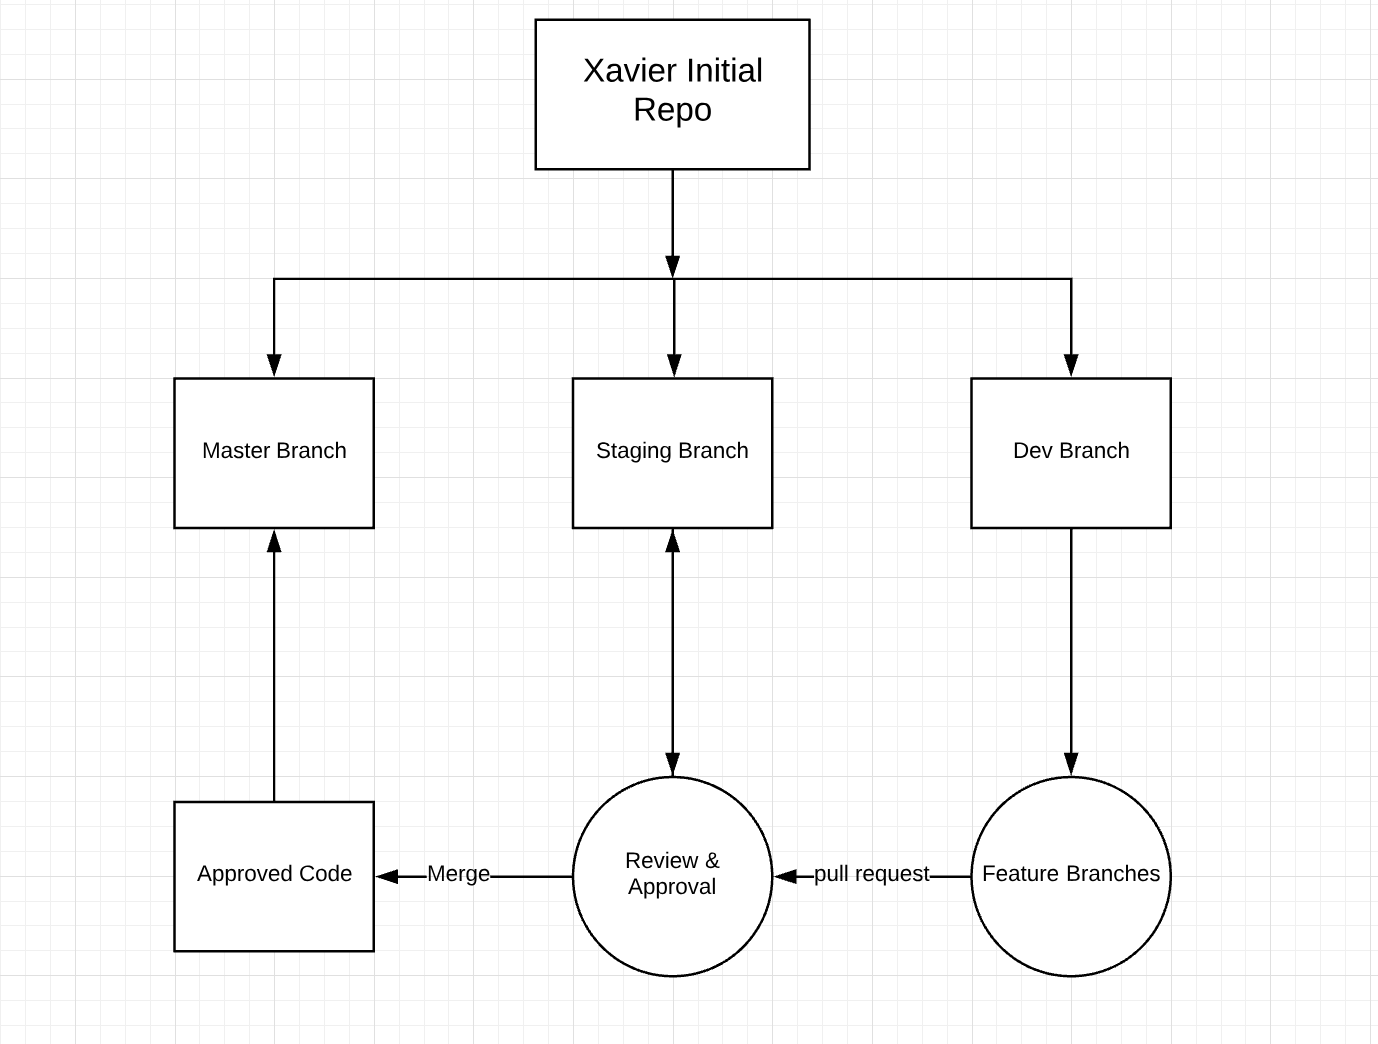 Xavier Initial
Repo
Master Branch
Staging Branch
Dev Branch
Approved Code
Merge
Review &
Approval
pull request
Feature Branches